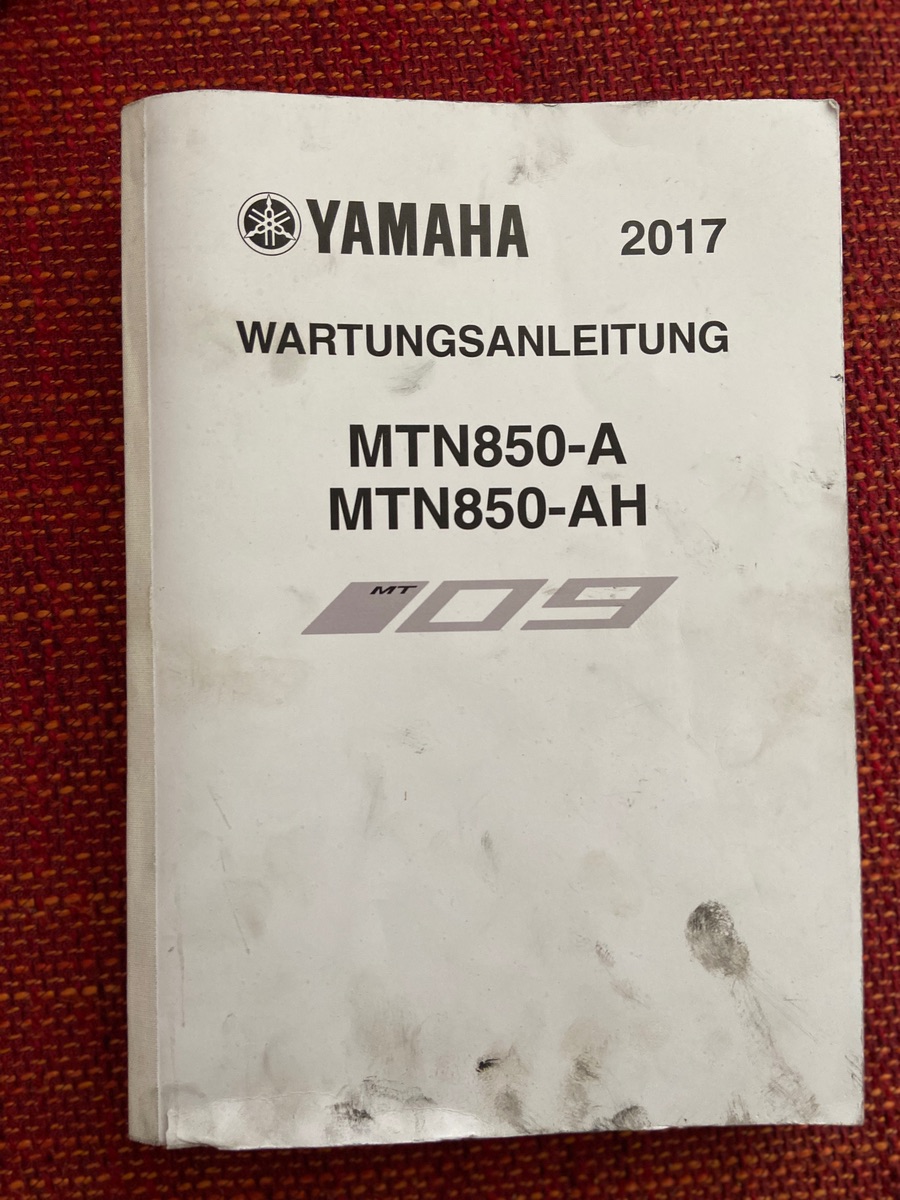 YAMAHA 2017
WARTUNGSANLEITUNG
MTN850-A
MTN850-AH
MT 09